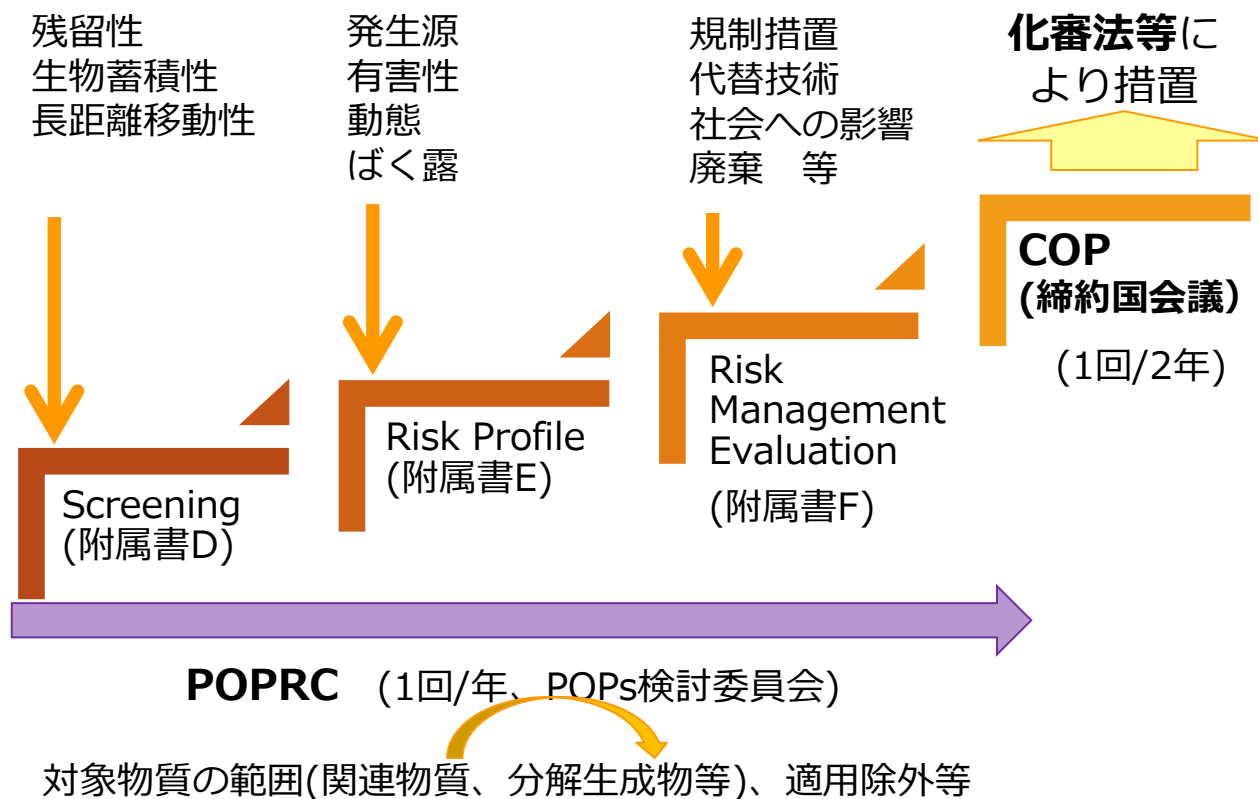 残留性
生物蓄積性
長距離移動性
発生源
有害性
動態
ばく露
規制措置
代替技術
社会への影響
廃棄　等
化審法等に
より措置
Screening
(附属書D)
Risk Profile
(附属書E)
Risk
Management
Evaluation
(附属書F)
COP
(締約国会議）
(1回/2年)
POPRC (1回/年、POPs検討委員会)
対象物質の範囲(関連物質、分解生成物等)、適用除外等